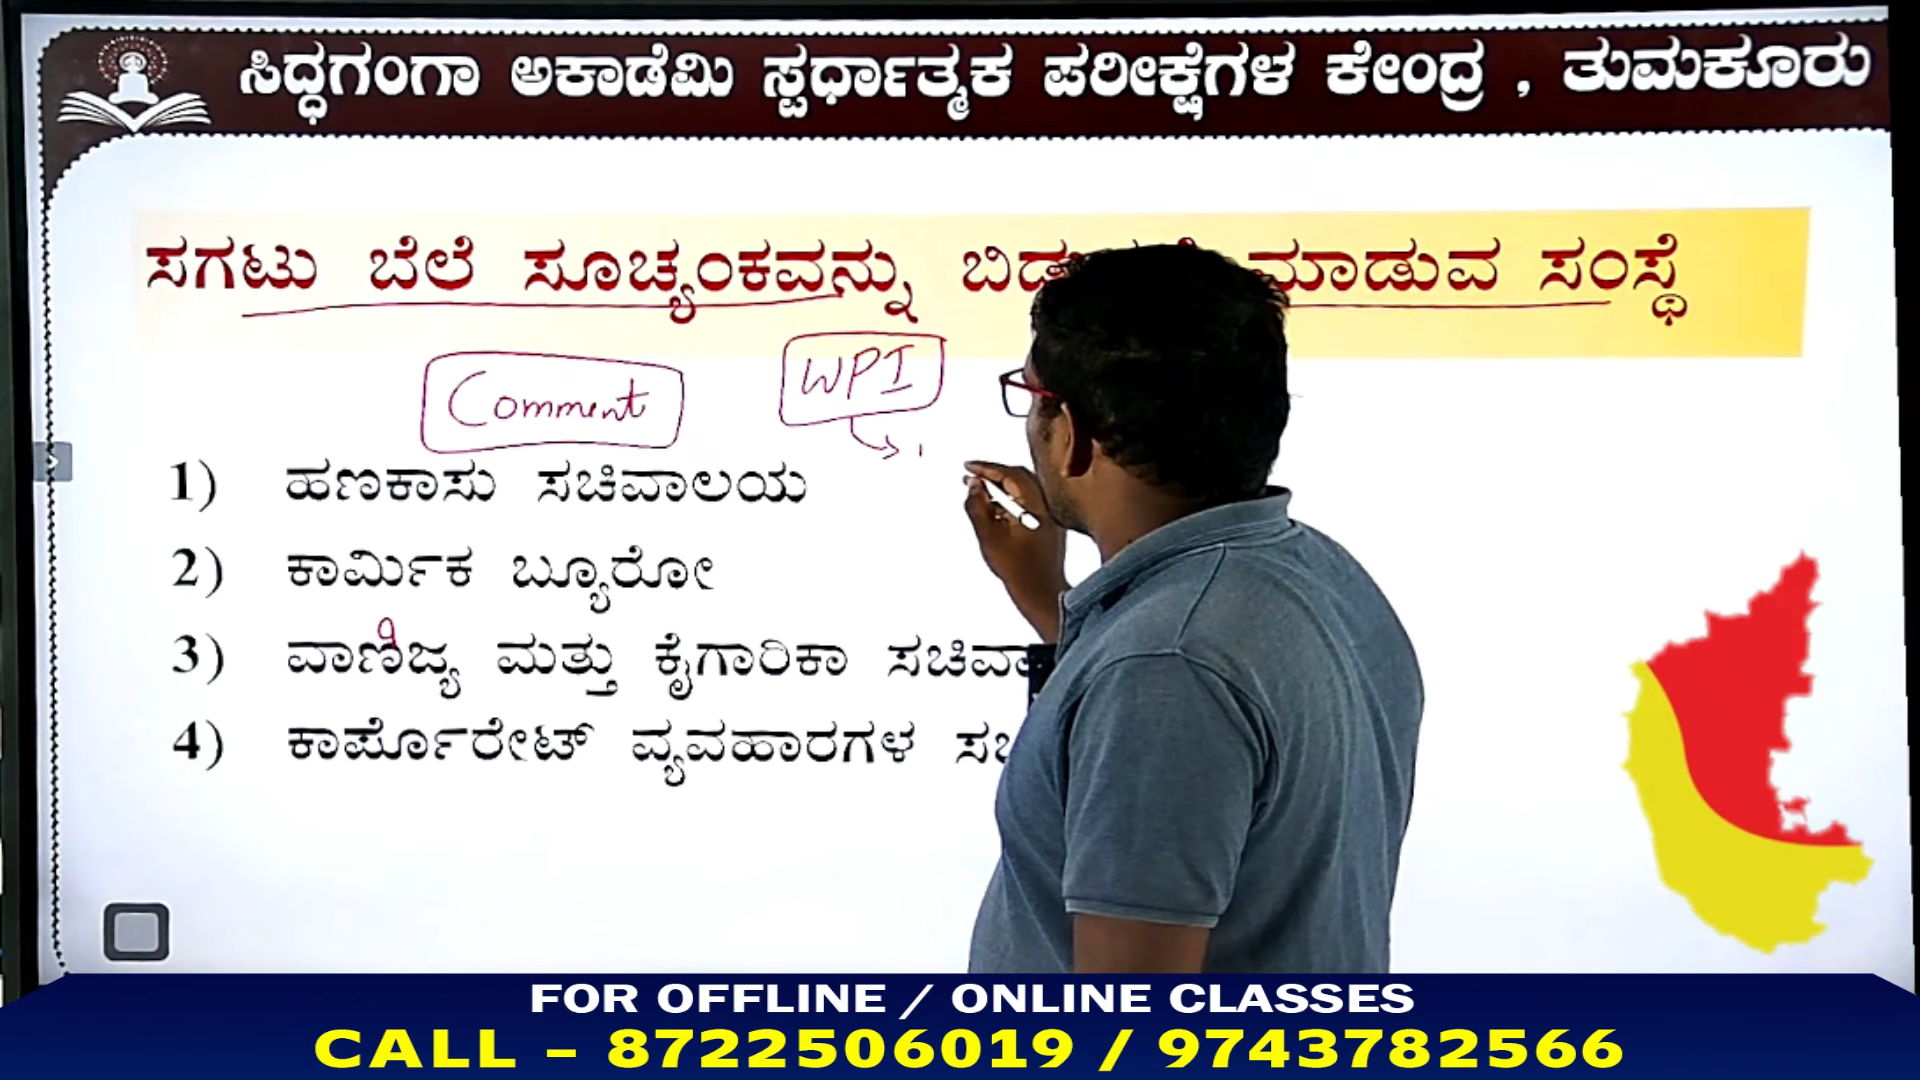 ಸಿದ್ಧಗಂಗಾ ಅಕಾಡೆಮಿ ಸ್ಪರ್ಧಾತ್ಮಕ ಪರೀಕ್ಷೆಗಳ ಕೇಂದ್ರ , ತುಮಕೂರು
ಸಗಟು ಬೆಲೆ ಸೂಚ್ಯಂಕವನ್ನು ಮಾಡುವ ಸಂಸ್ಥೆ
Comment WPI
1) ಹಣಕಾಸು ಸಚಿವಾಲಯ
2) ಕಾರ್ಮಿಕ ಬ್ಯೂರೋ
3) ವಾಣಿಜ್ಯ ಮತ್ತು ಕೈಗಾರಿಕಾ
4) ಕಾರ್ಪೊರೇಟ್ ವ್ಯವಹಾರಗಳ
FOR OFFLINE / ONLINE CLASSES
CALL – 8722506019 / 9743782566